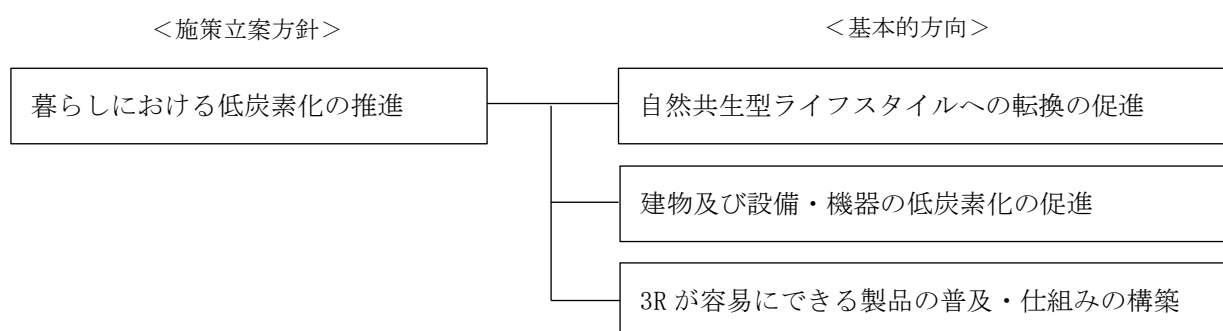 ＜施策立案方針＞
＜基本的方向＞
暮らしにおける低炭素化の推進
自然共生型ライフスタイルへの転換の促進
建物及び設備・機器の低炭素化の促進
3R が容易にできる製品の普及・仕組みの構築